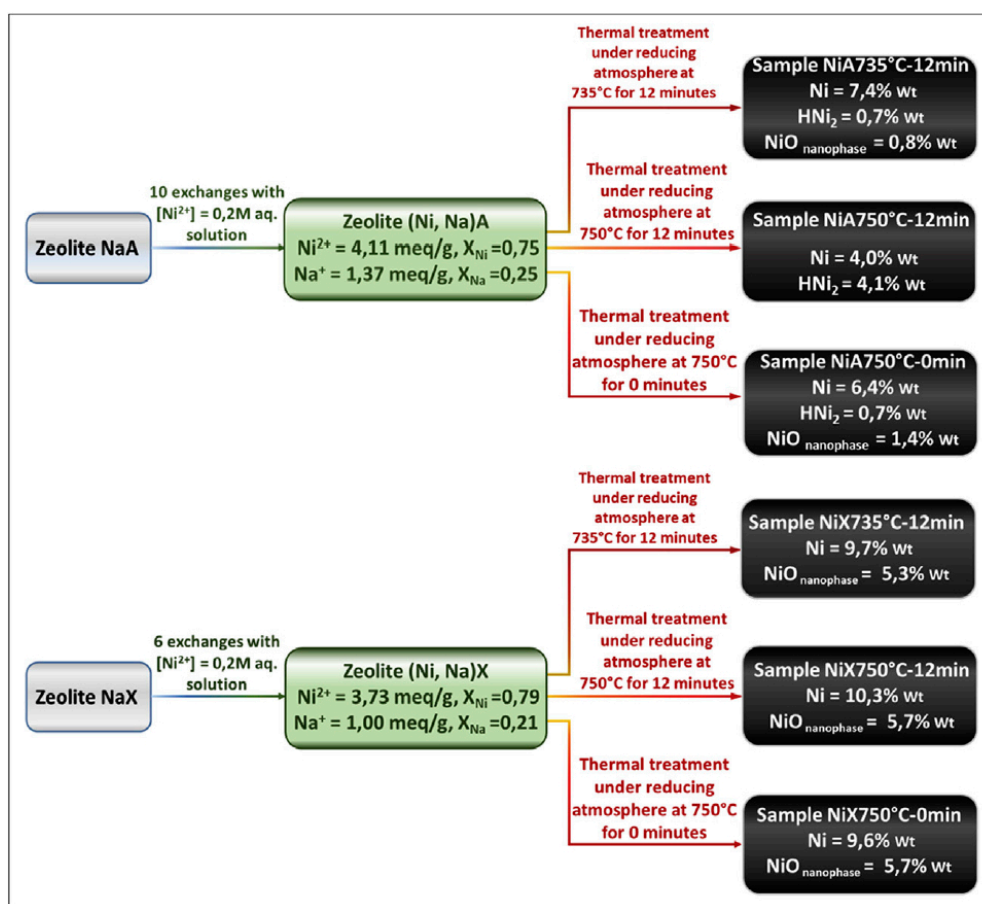 Thermal treatment
under reducing
atmosphere at
735°C for 12 minutes
Sample NiA735°C-12min
Ni = 7,4% wt
HNi₂ = 0,7% wt
NiO nanophase = 0,8% wt
10 exchanges with
[Ni²⁺] = 0,2M aq.
solution
Zeolite NaA
Zeolite (Ni, Na)A
Ni²⁺ = 4,11 meq/g, XNi =0,75
Na⁺ = 1,37 meq/g, XNa =0,25
Thermal treatment
under reducing
atmosphere at
750°C for 12 minutes
Sample NiA750°C-12min
Ni = 4,0% wt
HNi₂ = 4,1% wt
Thermal treatment
under reducing
atmosphere at 750°C
for 0 minutes
Sample NiA750°C-0min
Ni = 6,4% wt
HNi₂ = 0,7% wt
NiO nanophase = 1,4% wt
Thermal treatment
under reducing
atmosphere at
735°C for 12 minutes
Sample NiX735°C-12min
Ni = 9,7% wt
NiO nanophase = 5,3% wt
6 exchanges with
[Ni²⁺] = 0,2M aq.
solution
Zeolite NaX
Zeolite (Ni, Na)X
Ni²⁺ = 3,73 meq/g, XNi =0,79
Na⁺ = 1,00 meq/g, XNa =0,21
Thermal treatment
under reducing
atmosphere at
750°C for 12 minutes
Sample NiX750°C-12min
Ni = 10,3% wt
NiO nanophase = 5,7% wt
Thermal treatment
under reducing
atmosphere at 750°C
for 0 minutes
Sample NiX750°C-0min
Ni = 9,6% wt
NiO nanophase = 5,7% wt